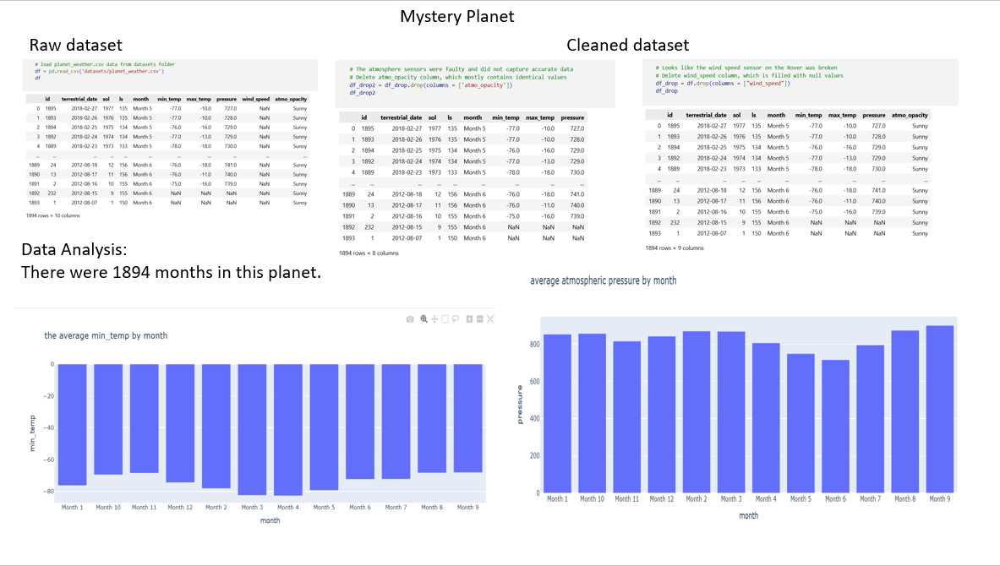 Mystery Planet
Raw dataset
# load planet_weather.csv data from datasets folder
df = pd.read_csv('datasets/planet_weather.csv')
df
id terrestrial_date sol ls month min_temp max_temp pressure wind_speed atmo_opacity
0 1895 2018-02-27 1977 135 Month 5 -77.0 -10.0 727.0 NaN Sunny
1 1893 2018-02-26 1976 135 Month 5 -77.0 -10.0 728.0 NaN Sunny
2 1894 2018-02-25 1975 134 Month 5 -76.0 -16.0 729.0 NaN Sunny
3 1892 2018-02-24 1974 134 Month 5 -77.0 -13.0 729.0 NaN Sunny
4 1889 2018-02-23 1973 133 Month 5 -78.0 -18.0 730.0 NaN Sunny
... ... ... ... ... ... ... ... ... ... ...
1889 24 2012-08-18 12 156 Month 6 -76.0 -18.0 741.0 NaN Sunny
1890 13 2012-08-17 11 156 Month 6 -76.0 -11.0 740.0 NaN Sunny
1891 2 2012-08-16 10 155 Month 6 -75.0 -16.0 739.0 NaN Sunny
1892 232 2012-08-15 9 155 Month 6 NaN NaN NaN NaN Sunny
1893 1 2012-08-07 1 150 Month 6 NaN NaN NaN NaN Sunny
1894 rows × 10 columns
# The atmosphere sensors were faulty and did not capture accurate data
# Delete atmo_opacity column, which mostly contains identical values
df_drop2 = df_drop.drop(columns = ['atmo_opacity'])
df_drop2
id terrestrial_date sol ls month min_temp max_temp pressure
0 1895 2018-02-27 1977 135 Month 5 -77.0 -10.0 727.0
1 1893 2018-02-26 1976 135 Month 5 -77.0 -10.0 728.0
2 1894 2018-02-25 1975 134 Month 5 -76.0 -16.0 729.0
3 1892 2018-02-24 1974 134 Month 5 -77.0 -13.0 729.0
4 1889 2018-02-23 1973 133 Month 5 -78.0 -18.0 730.0
... ... ... ... ... ... ... ... ...
1889 24 2012-08-18 12 156 Month 6 -76.0 -18.0 741.0
1890 13 2012-08-17 11 156 Month 6 -76.0 -11.0 740.0
1891 2 2012-08-16 10 155 Month 6 -75.0 -16.0 739.0
1892 232 2012-08-15 9 155 Month 6 NaN NaN NaN
1893 1 2012-08-07 1 150 Month 6 NaN NaN NaN
1894 rows × 8 columns
Cleaned dataset
# Looks like the wind speed sensor on the Rover was broken
# Delete wind_speed column, which is filled with null values
df_drop = df.drop(columns = ["wind_speed"])
df_drop
id terrestrial_date sol ls month min_temp max_temp pressure atmo_opacity
0 1895 2018-02-27 1977 135 Month 5 -77.0 -10.0 727.0 Sunny
1 1893 2018-02-26 1976 135 Month 5 -77.0 -10.0 728.0 Sunny
2 1894 2018-02-25 1975 134 Month 5 -76.0 -16.0 729.0 Sunny
3 1892 2018-02-24 1974 134 Month 5 -77.0 -13.0 729.0 Sunny
4 1889 2018-02-23 1973 133 Month 5 -78.0 -18.0 730.0 Sunny
... ... ... ... ... ... ... ... ... ...
1889 24 2012-08-18 12 156 Month 6 -76.0 -18.0 741.0 Sunny
1890 13 2012-08-17 11 156 Month 6 -76.0 -11.0 740.0 Sunny
1891 2 2012-08-16 10 155 Month 6 -75.0 -16.0 739.0 Sunny
1892 232 2012-08-15 9 155 Month 6 NaN NaN NaN Sunny
1893 1 2012-08-07 1 150 Month 6 NaN NaN NaN Sunny
1894 rows × 9 columns
Data Analysis:
There were 1894 months in this planet.
the average min_temp by month
0
−20
−40
−60
−80
min_temp
Month 1 Month 10 Month 11 Month 12 Month 2 Month 3 Month 4 Month 5 Month 6 Month 7 Month 8 Month 9
month
average atmospheric pressure by month
800
600
400
200
0
pressure
Month 1 Month 10 Month 11 Month 12 Month 2 Month 3 Month 4 Month 5 Month 6 Month 7 Month 8 Month 9
month